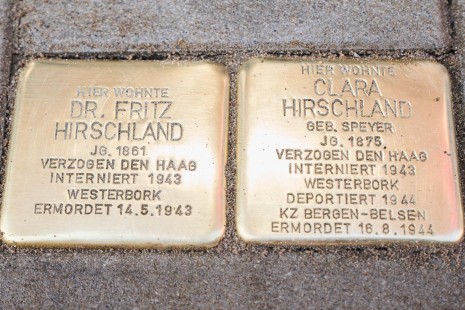 HIER WOHNTE
DR. FRITZ
HIRSCHLAND
JG. 1861
VERZOGEN DEN HAAG
INTERNIERT 1943
WESTERBORK
ERMORDET 14.5.1943
HIER WOHNTE
CLARA
HIRSCHLAND
GEB. SPEYER
JG. 1875
VERZOGEN DEN HAAG
INTERNIERT 1943
WESTERBORK
DEPORTIERT 1944
KZ BERGEN-BELSEN
ERMORDET 16.8.1944